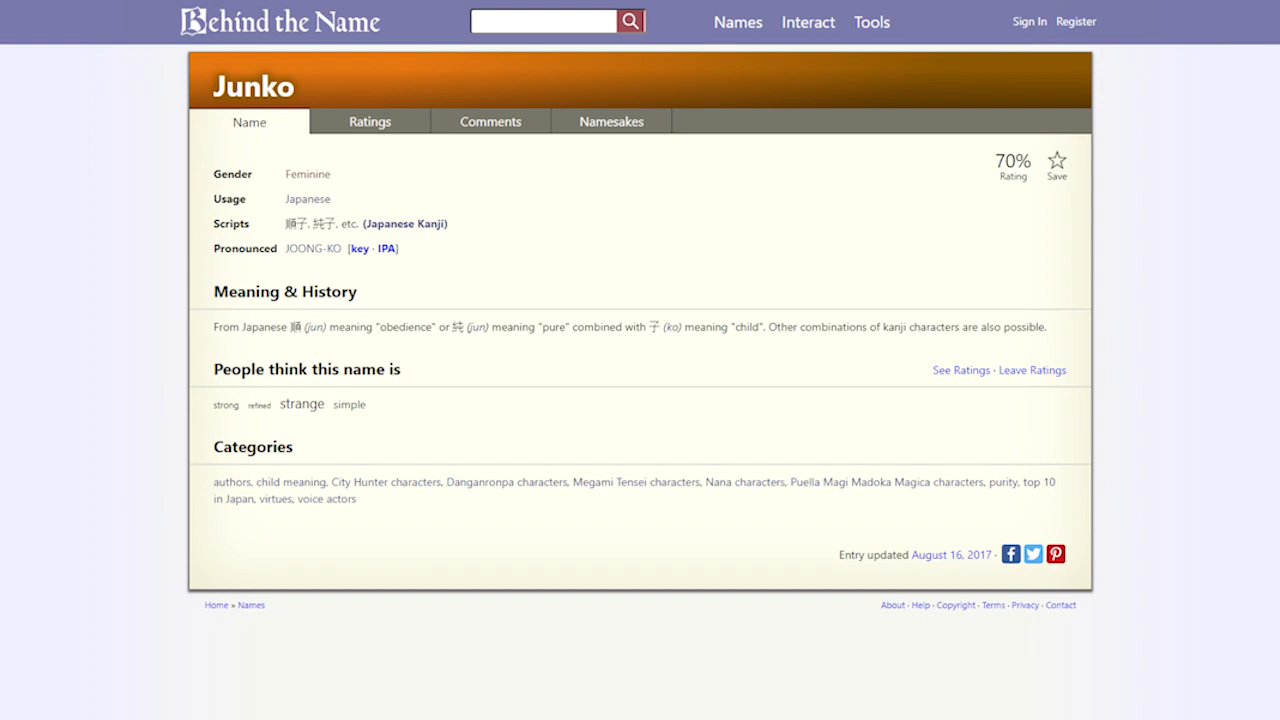 Behind the Name
Names Interact Tools
Sign In Register
Junko
Name Ratings Comments Namesakes
70%
Rating Save
Gender Feminine
Usage Japanese
Scripts 順子, 純子, etc. (Japanese Kanji)
Pronounced JOONG-KO [key · IPA]
Meaning & History
From Japanese 順 (jun) meaning "obedience" or 純 (jun) meaning "pure" combined with 子 (ko) meaning "child". Other combinations of kanji characters are also possible.
People think this name is
See Ratings · Leave Ratings
strong refined strange simple
Categories
authors, child meaning, City Hunter characters, Danganronpa characters, Megami Tensei characters, Nana characters, Puella Magi Madoka Magica characters, purity, top 10
in Japan, virtues, voice actors
Entry updated August 16, 2017 ·
Home » Names
About · Help · Copyright · Terms · Privacy · Contact